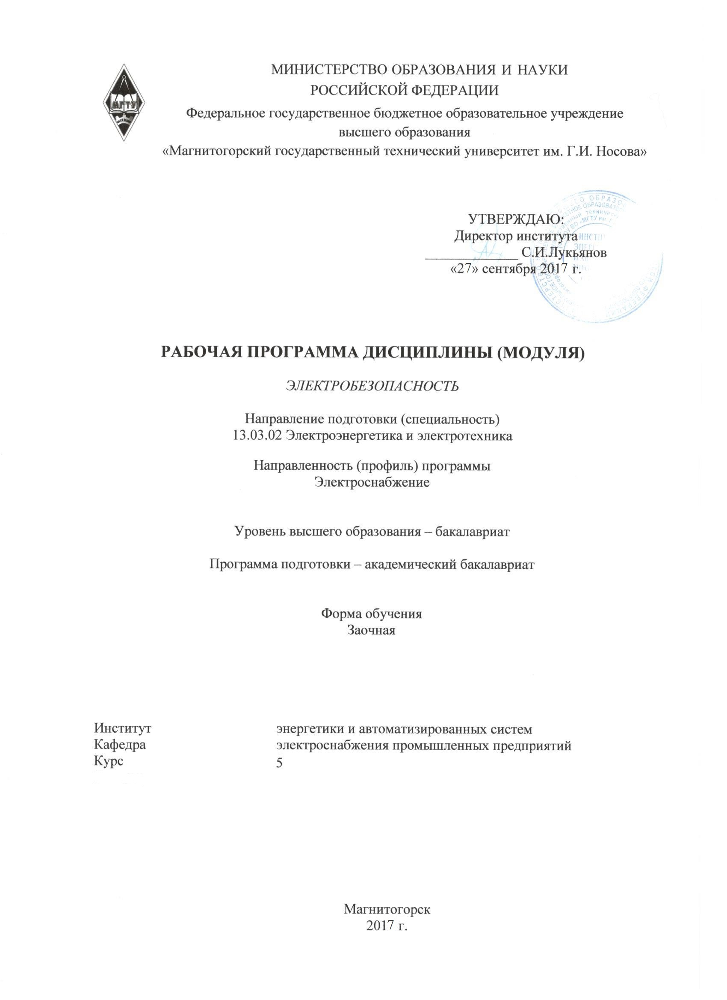 МИНИСТЕРСТВО ОБРАЗОВАНИЯ И НАУКИ
РОССИЙСКОЙ ФЕДЕРАЦИИ
Федеральное государственное бюджетное образовательное учреждение
высшего образования
«Магнитогорский государственный технический университет им. Г.И. Носова»
МГТУ
УТВЕРЖДАЮ:
Директор института
_____________ С.И.Лукьянов
«27» сентября 2017 г.
РАБОЧАЯ ПРОГРАММА ДИСЦИПЛИНЫ (МОДУЛЯ)
ЭЛЕКТРОБЕЗОПАСНОСТЬ
Направление подготовки (специальность)
13.03.02 Электроэнергетика и электротехника
Направленность (профиль) программы
Электроснабжение
Уровень высшего образования – бакалавриат
Программа подготовки – академический бакалавриат
Форма обучения
Заочная
Институт энергетики и автоматизированных систем
Кафедра электроснабжения промышленных предприятий
Курс 5
Магнитогорск
2017 г.